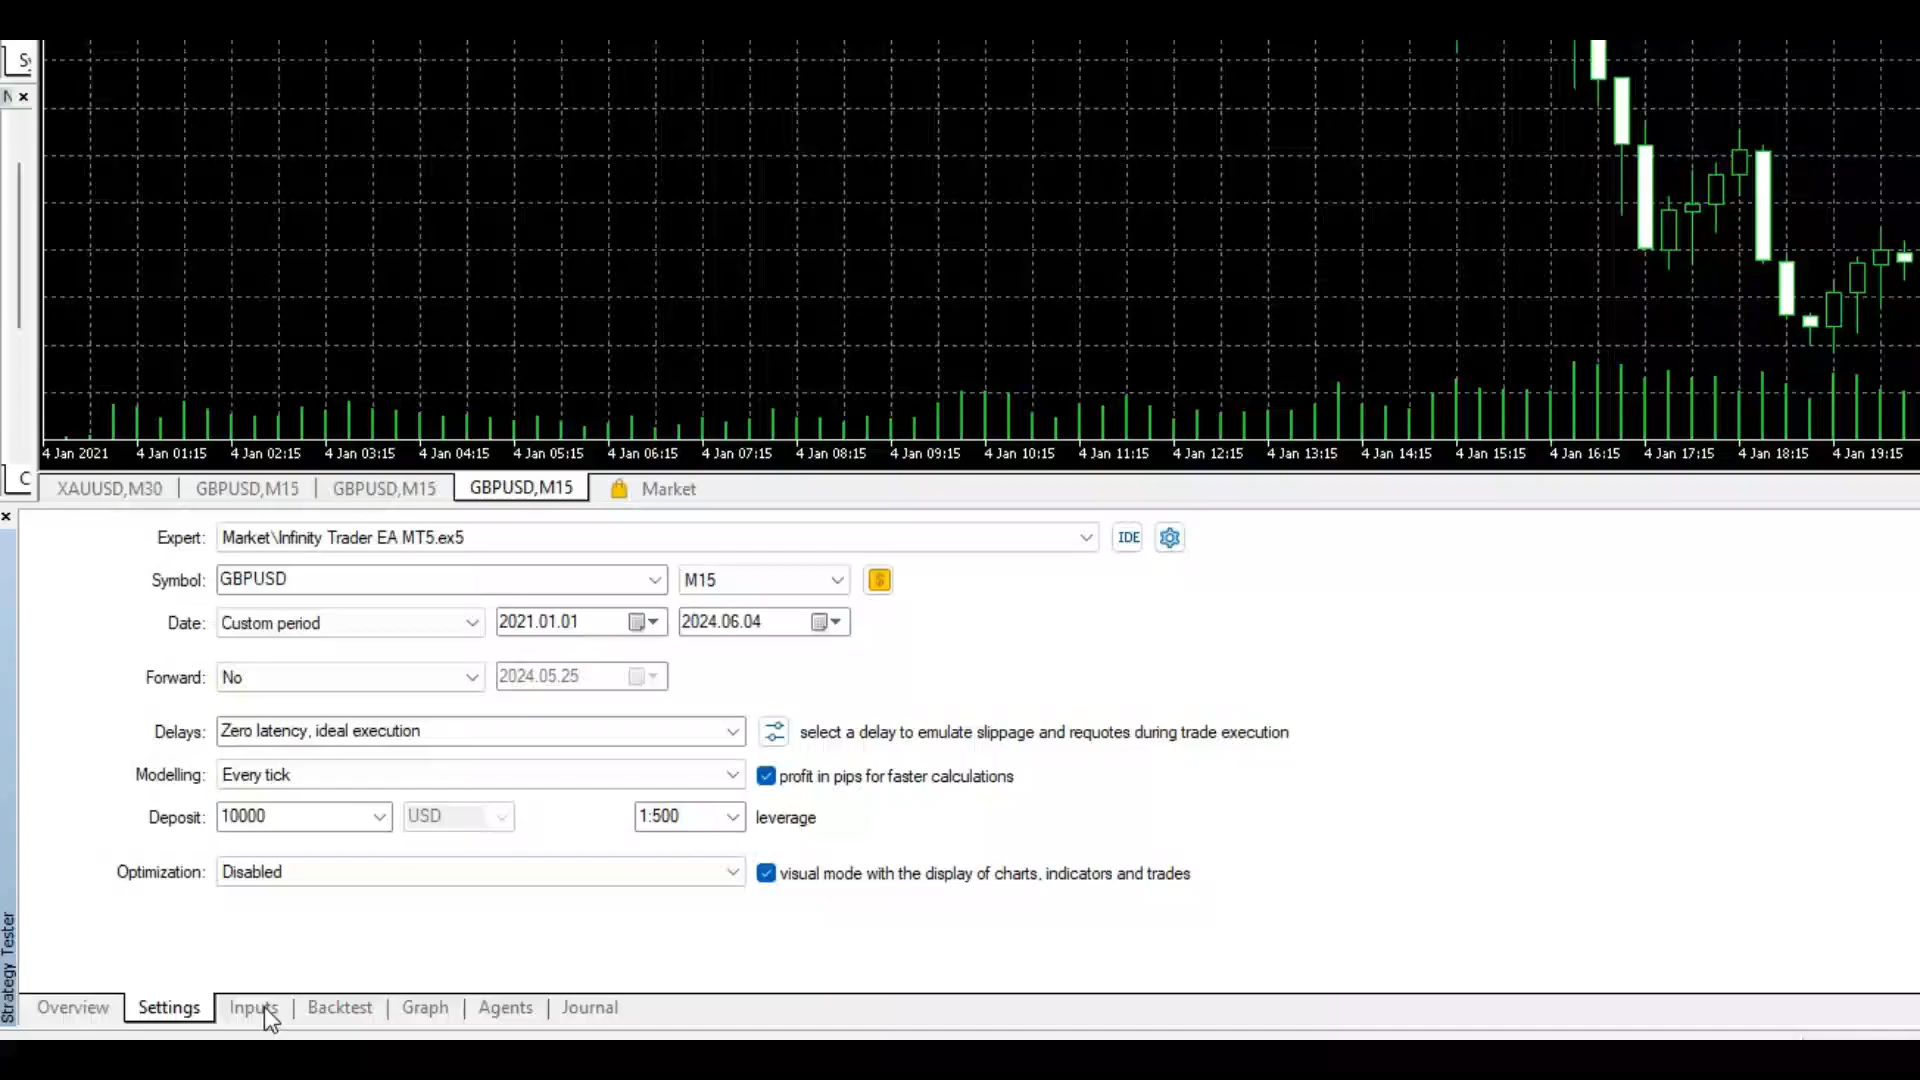 Sy
N
C
4 Jan 2021 4 Jan 01:15 4 Jan 02:15 4 Jan 03:15 4 Jan 04:15 4 Jan 05:15 4 Jan 06:15 4 Jan 07:15 4 Jan 08:15 4 Jan 09:15 4 Jan 10:15 4 Jan 11:15 4 Jan 12:15 4 Jan 13:15 4 Jan 14:15 4 Jan 15:15 4 Jan 16:15 4 Jan 17:15 4 Jan 18:15 4 Jan 19:15
XAUUSD,M30 GBPUSD,M15 GBPUSD,M15 GBPUSD,M15 Market
Expert: Market\Infinity Trader EA MT5.ex5 IDE
Symbol: GBPUSD M15 $
Date: Custom period 2021.01.01 2024.06.04
Forward: No 2024.05.25
Delays: Zero latency, ideal execution select a delay to emulate slippage and requotes during trade execution
Modelling: Every tick profit in pips for faster calculations
Deposit: 10000 USD 1:500 leverage
Optimization: Disabled visual mode with the display of charts, indicators and trades
Strategy Tester
Overview Settings Inputs Backtest Graph Agents Journal